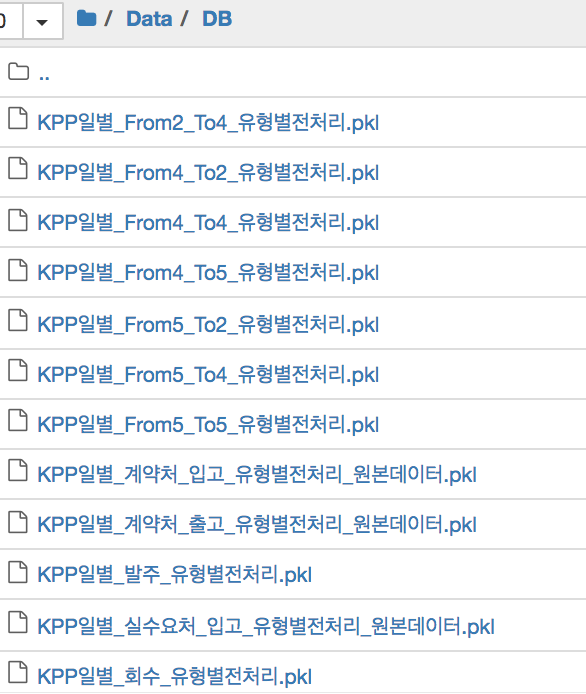 0 / Data / DB
..
KPP일별_From2_To4_유형별전처리.pkl
KPP일별_From4_To2_유형별전처리.pkl
KPP일별_From4_To4_유형별전처리.pkl
KPP일별_From4_To5_유형별전처리.pkl
KPP일별_From5_To2_유형별전처리.pkl
KPP일별_From5_To4_유형별전처리.pkl
KPP일별_From5_To5_유형별전처리.pkl
KPP일별_계약처_입고_유형별전처리_원본데이터.pkl
KPP일별_계약처_출고_유형별전처리_원본데이터.pkl
KPP일별_발주_유형별전처리.pkl
KPP일별_실수요처_입고_유형별전처리_원본데이터.pkl
KPP일별_회수_유형별전처리.pkl